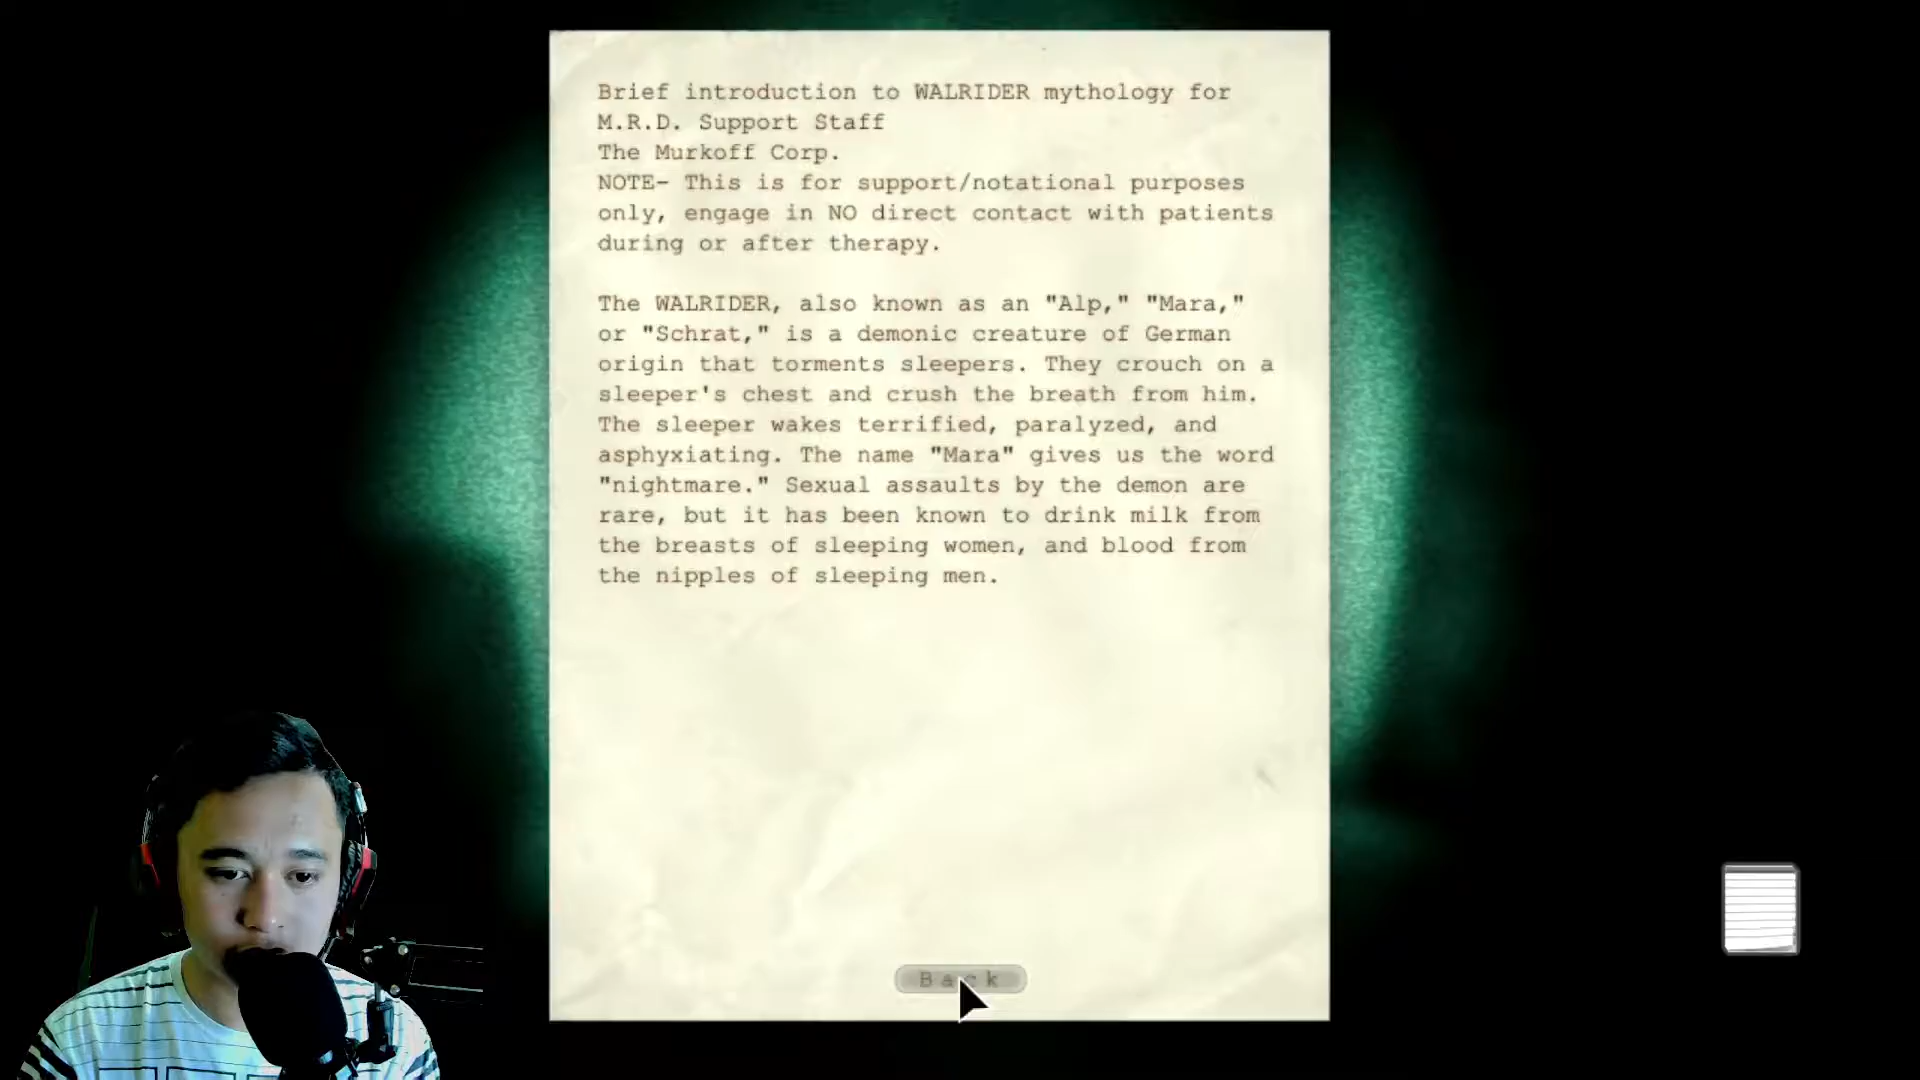 Brief introduction to WALRIDER mythology for
M.R.D. Support Staff
The Murkoff Corp.
NOTE- This is for support/notational purposes
only, engage in NO direct contact with patients
during or after therapy.
The WALRIDER, also known as an "Alp," "Mara,"
or "Schrat," is a demonic creature of German
origin that torments sleepers. They crouch on a
sleeper's chest and crush the breath from him.
The sleeper wakes terrified, paralyzed, and
asphyxiating. The name "Mara" gives us the word
"nightmare." Sexual assaults by the demon are
rare, but it has been known to drink milk from
the breasts of sleeping women, and blood from
the nipples of sleeping men.
Back